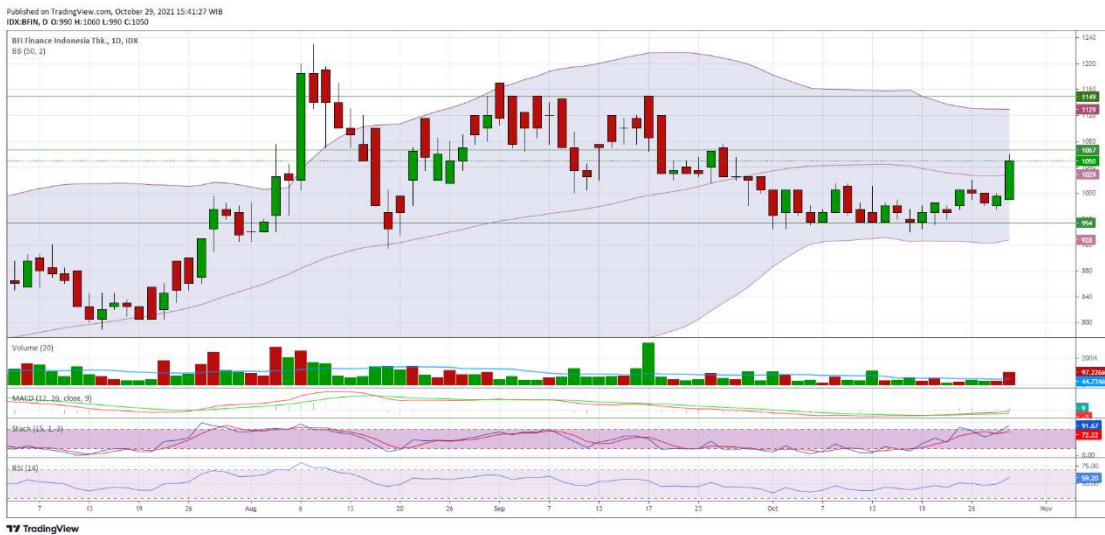 Published on TradingView.com, October 29, 2021 15:41:27 WIB
IDX:BFIN, D O:990 H:1060 L:990 C:1050
BFI Finance Indonesia Tbk., 1D, IDX
BB (50, 2)
1240
1200
1160
1149
1129
1120
1080
1067
1050
1029
1000
954
928
920
880
840
800
Volume (20)
200M
97.226M
44.734M
MACD (12, 26, close, 9)
9
Stoch (15, 1, 3)
91.67
72.22
0.00
RSI (14)
75.00
59.20
7 13 19 26 Aug 6 13 20 26 Sep 7 13 17 23 Oct 7 13 19 26 Nov
TradingView